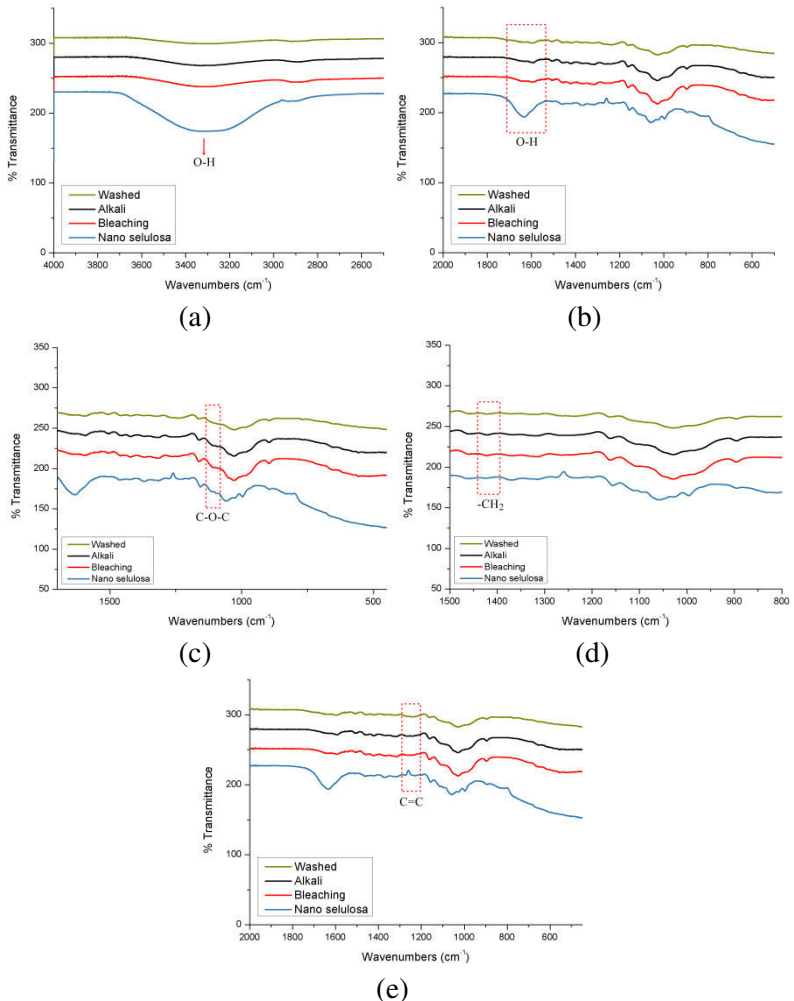 300
200
100
0
% Transmittance
O-H
Washed
Alkali
Bleaching
Nano selulosa
4000 3800 3600 3400 3200 3000 2800 2600
Wavenumbers (cm⁻¹)
(a)
300
200
100
0
% Transmittance
O-H
Washed
Alkali
Bleaching
Nano selulosa
2000 1800 1600 1400 1200 1000 800 600
Wavenumbers (cm⁻¹)
(b)
350
300
250
200
150
100
50
% Transmittance
C-O-C
Washed
Alkali
Bleaching
Nano selulosa
1500 1000 500
Wavenumbers (cm⁻¹)
(c)
350
300
250
200
150
100
50
% Transmittance
-CH₂
Washed
Alkali
Bleaching
Nano selulosa
1500 1400 1300 1200 1100 1000 900 800
Wavenumbers (cm⁻¹)
(d)
300
200
100
0
% Transmittance
C=C
Washed
Alkali
Bleaching
Nano selulosa
2000 1800 1600 1400 1200 1000 800 600
Wavenumbers (cm⁻¹)
(e)